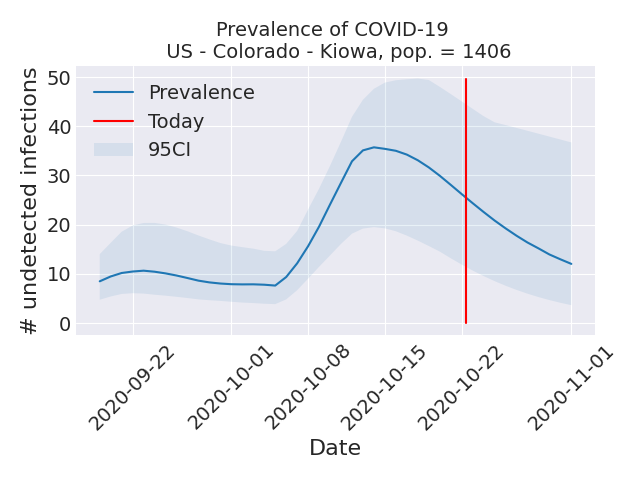 Prevalence of COVID-19
US - Colorado - Kiowa, pop. = 1406
# undetected infections
50
40
30
20
10
0
Prevalence
Today
95CI
2020-09-22
2020-10-01
2020-10-08
2020-10-15
2020-10-22
2020-11-01
Date